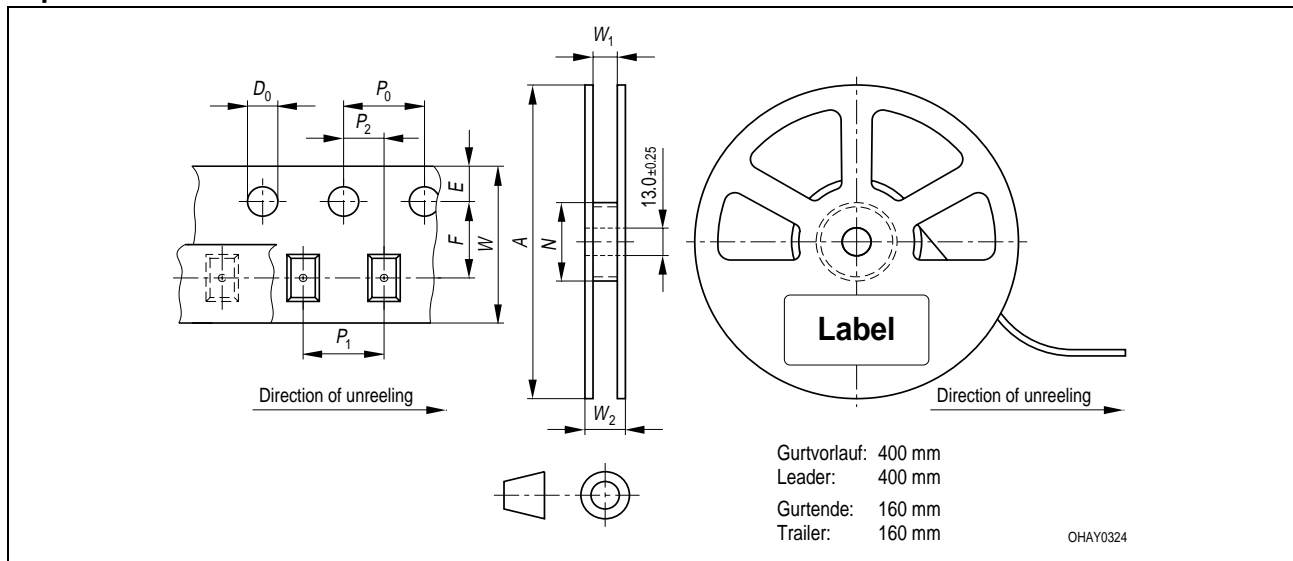 D0
P0
P2
E
F
W
P1
Direction of unreeling
W1
A
N
13.0±0.25
W2
Label
Direction of unreeling
Gurtvorlauf: 400 mm
Leader: 400 mm
Gurtende: 160 mm
Trailer: 160 mm
OHAY0324